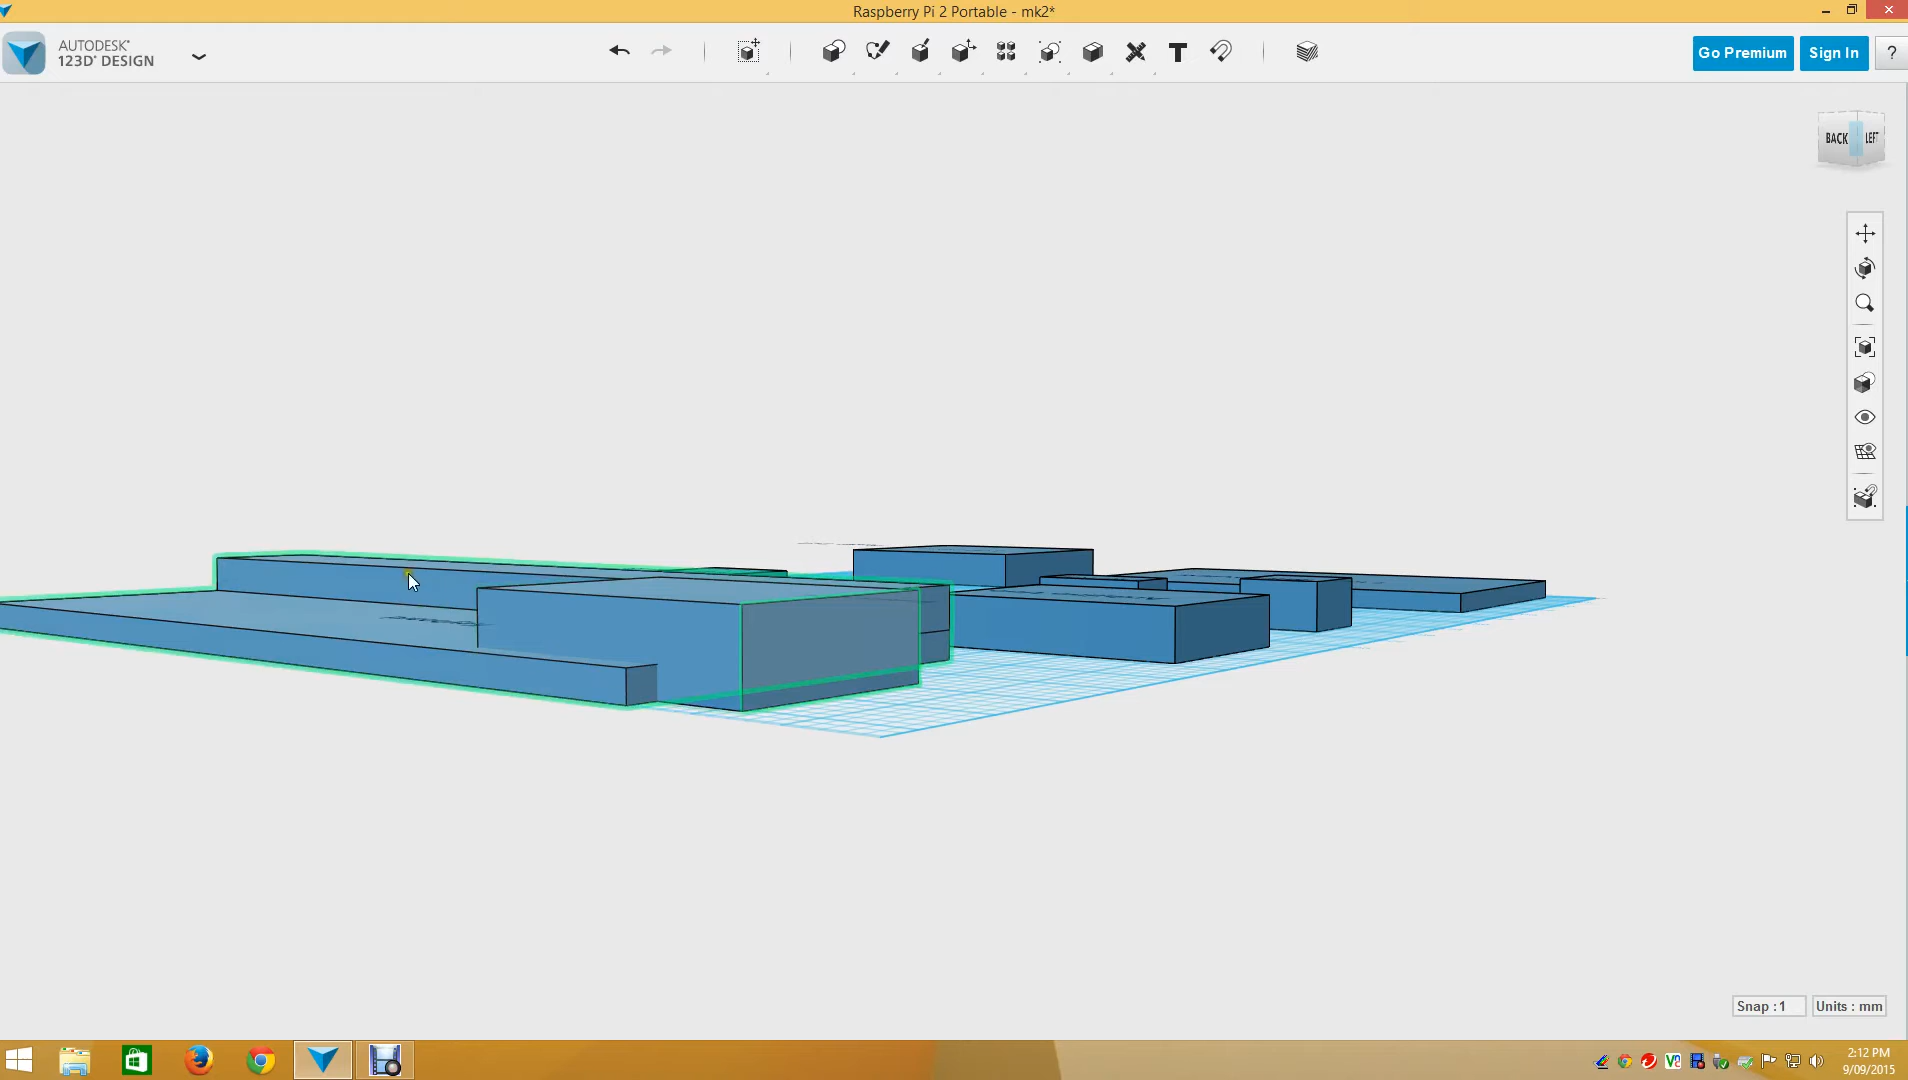 Raspberry Pi 2 Portable - mk2*
AUTODESK®
123D® DESIGN
Go Premium
Sign In
?
BACK
LEFT
Snap : 1
Units : mm
2:12 PM
9/09/2015